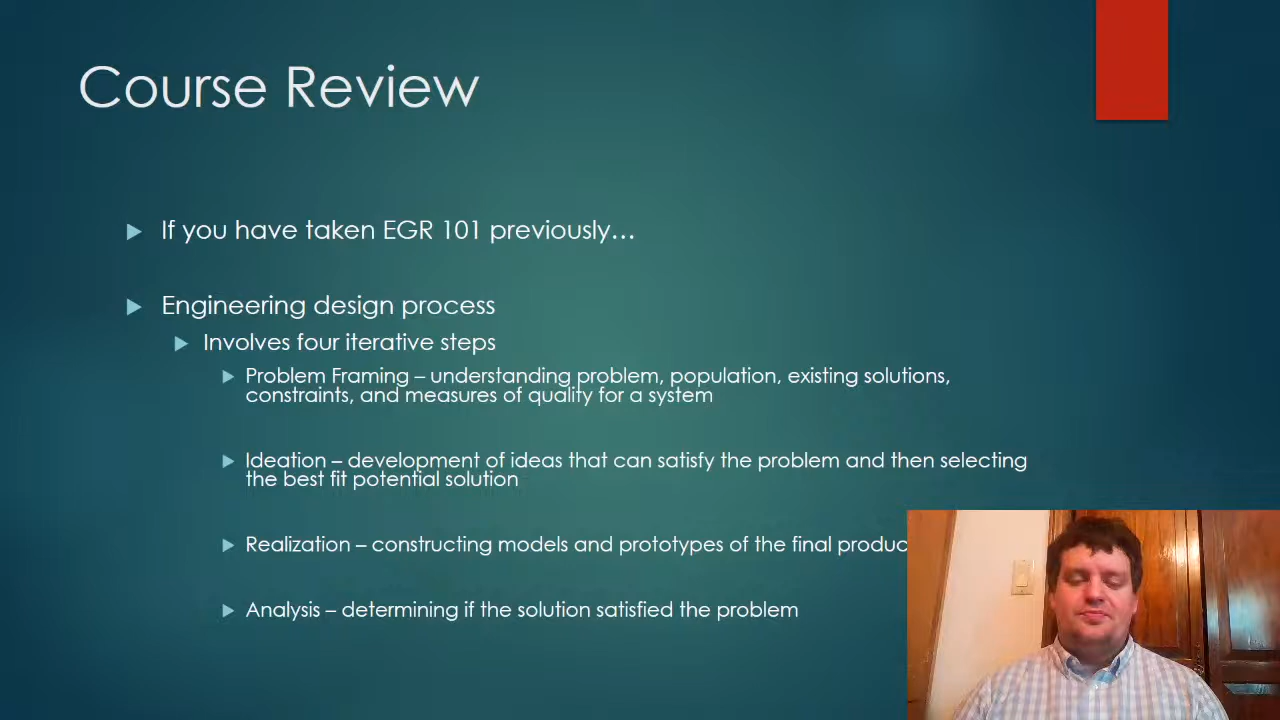 Course Review
If you have taken EGR 101 previously…
Engineering design process
Involves four iterative steps
Problem Framing – understanding problem, population, existing solutions,
constraints, and measures of quality for a system
Ideation – development of ideas that can satisfy the problem and then selecting
the best fit potential solution
Realization – constructing models and prototypes of the final produc
Analysis – determining if the solution satisfied the problem